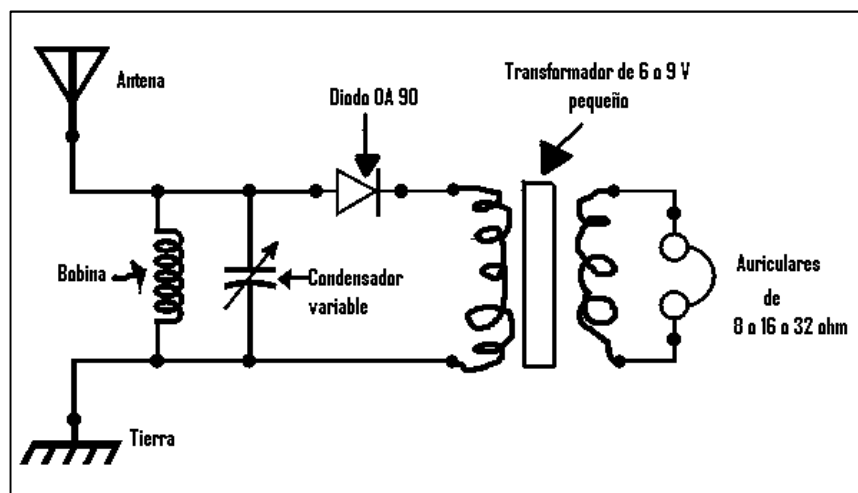 Antena
Diodo OA 90
Transformador de 6 o 9 V
pequeño
Bobina
Condensador
variable
Auriculares
de
8 o 16 o 32 ohm
Tierra